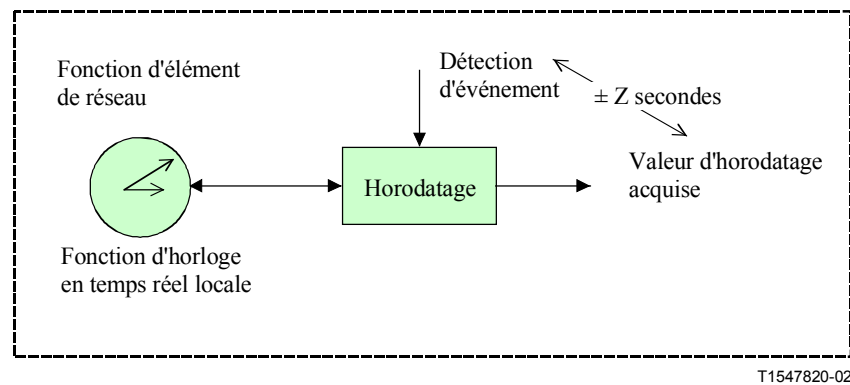 Fonction d'élément
de réseau
Détection
d'événement
± Z secondes
Valeur d'horodatage
acquise
Horodatage
Fonction d'horloge
en temps réel locale
T1547820-02